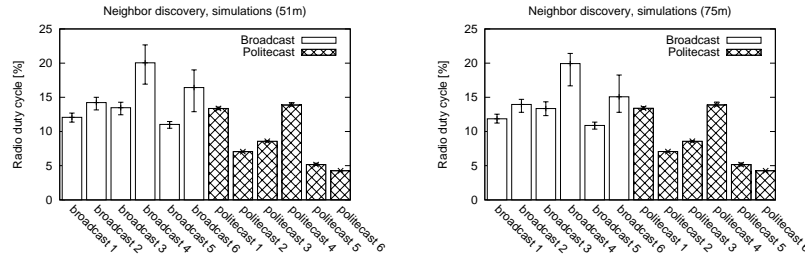 Neighbor discovery, simulations (51m)
Radio duty cycle [%]
25
20
15
10
5
0
Broadcast
Politecast
broadcast 1
broadcast 2
broadcast 3
broadcast 4
broadcast 5
broadcast 6
politecast 1
politecast 2
politecast 3
politecast 4
politecast 5
politecast 6
Neighbor discovery, simulations (75m)
Radio duty cycle [%]
25
20
15
10
5
0
Broadcast
Politecast
broadcast 1
broadcast 2
broadcast 3
broadcast 4
broadcast 5
broadcast 6
politecast 1
politecast 2
politecast 3
politecast 4
politecast 5
politecast 6